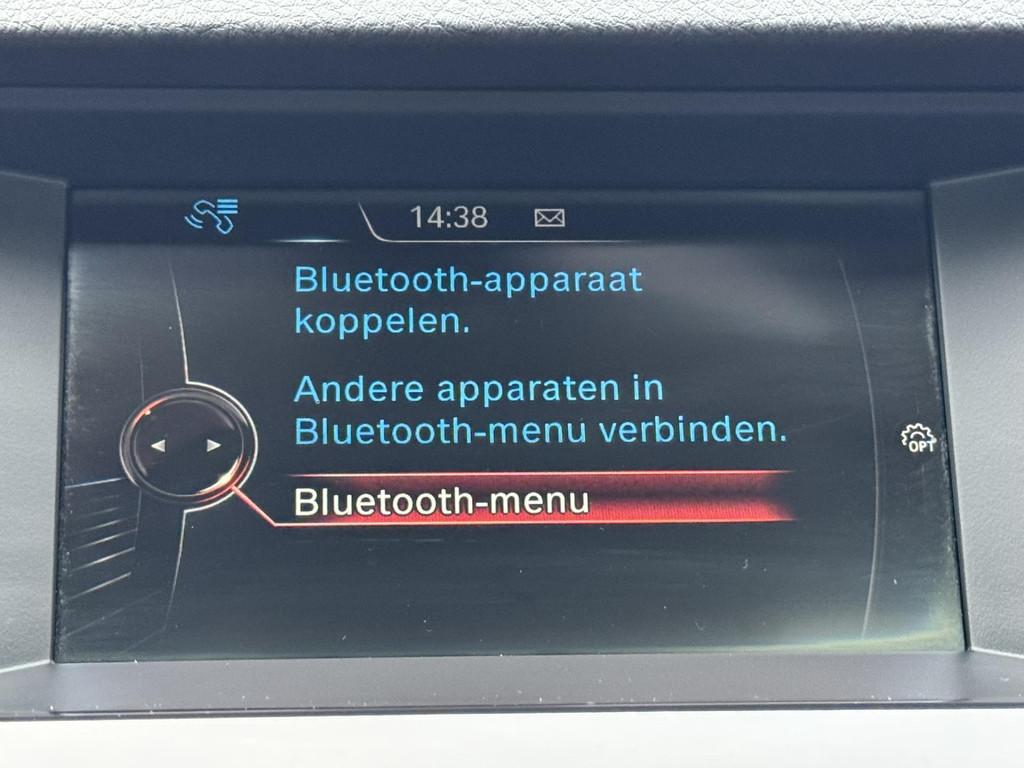 14:38
Bluetooth-apparaat
koppelen.
Andere apparaten in
Bluetooth-menu verbinden.
OPT
Bluetooth-menu